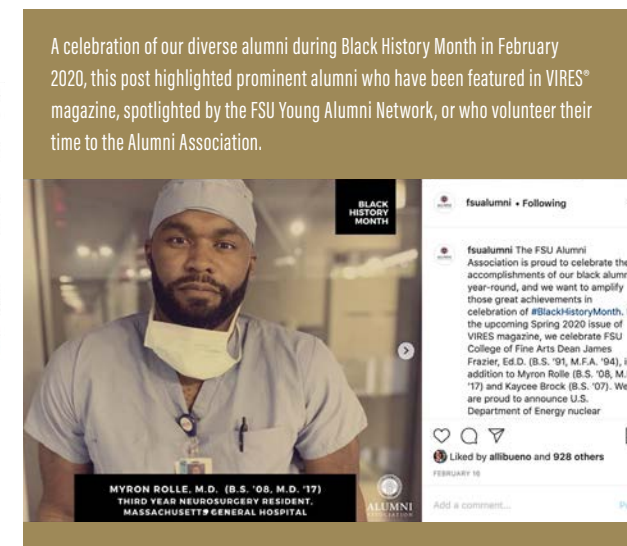 A celebration of our diverse alumni during Black History Month in February
2020, this post highlighted prominent alumni who have been featured in VIRES®
magazine, spotlighted by the FSU Young Alumni Network, or who volunteer their
time to the Alumni Association.
BLACK
HISTORY
MONTH
MYRON ROLLE, M.D. (B.S. '08, M.D. '17)
THIRD YEAR NEUROSURGERY RESIDENT,
MASSACHUSETTS GENERAL HOSPITAL
ALUMNI
ASSOCIATION
fsualumni • Following
fsualumni The FSU Alumni
Association is proud to celebrate the
accomplishments of our black alumn
year-round, and we want to amplify
those great achievements in
celebration of #BlackHistoryMonth.
the upcoming Spring 2020 issue of
VIRES magazine, we celebrate FSU
College of Fine Arts Dean James
Frazier, Ed.D. (B.S. '91, M.F.A. '94), i
addition to Myron Rolle (B.S. '08, M.
'17) and Kaycee Brock (B.S. '07). We
are proud to announce U.S.
Department of Energy nuclear
Liked by allibueno and 928 others
FEBRUARY 16
Add a comment...